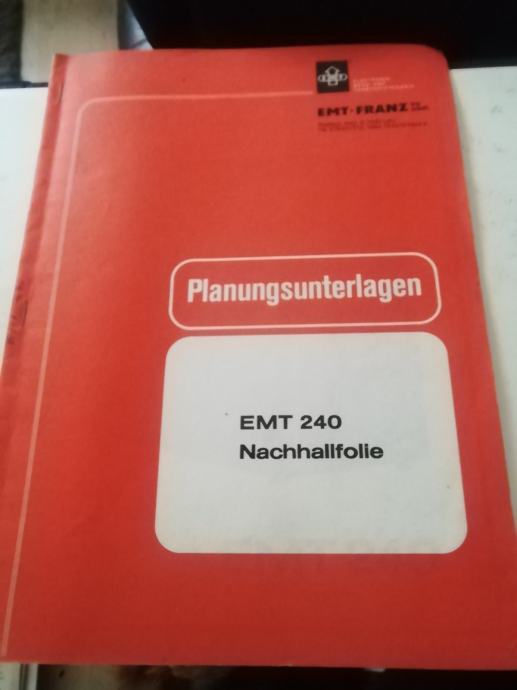 EMT-FRANZ
Planungsunterlagen
EMT 240
Nachhallfolie